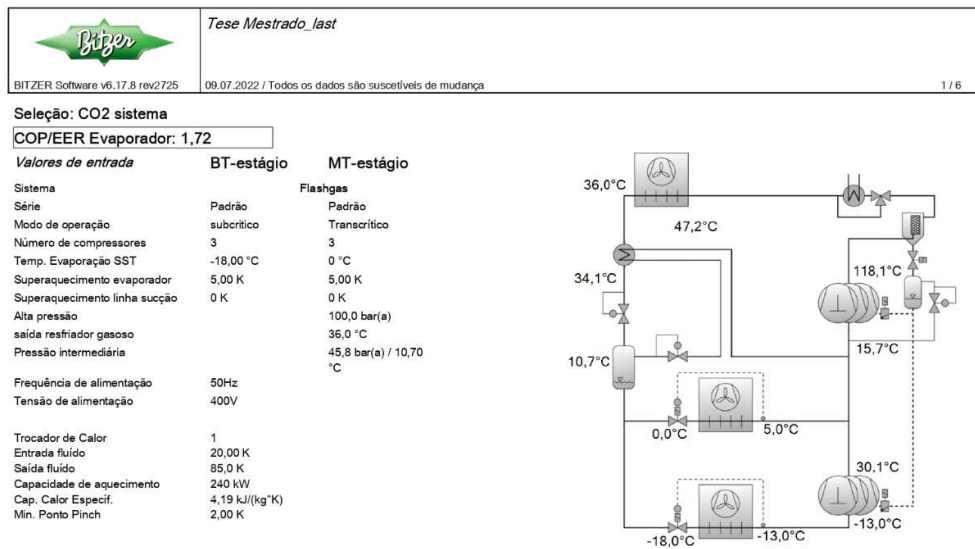 Bitzer
Tese Mestrado_last
BITZER Software v6.17.8 rev2725
09.07.2022 / Todos os dados são suscetíveis de mudança
1 / 6
Seleção: CO2 sistema
COP/EER Evaporador: 1,72
Valores de entrada BT-estágio MT-estágio
Sistema Flashgas
Série Padrão Padrão
Modo de operação subcritico Transcrítico
Número de compressores 3 3
Temp. Evaporação SST -18,00 °C 0 °C
Superaquecimento evaporador 5,00 K 5,00 K
Superaquecimento linha sucção 0 K 0 K
Alta pressão 100,0 bar(a)
saída resfriador gasoso 36,0 °C
Pressão intermediária 45,8 bar(a) / 10,70
°C
Frequência de alimentação 50Hz
Tensão de alimentação 400V
Trocador de Calor 1
Entrada fluído 20,00 K
Saída fluído 85,0 K
Capacidade de aquecimento 240 kW
Cap. Calor Específ. 4,19 kJ/(kg°K)
Min. Ponto Pinch 2,00 K
36,0°C
47,2°C
34,1°C
118,1°C
15,7°C
10,7°C
0,0°C
5,0°C
30,1°C
-13,0°C
-18,0°C
-13,0°C